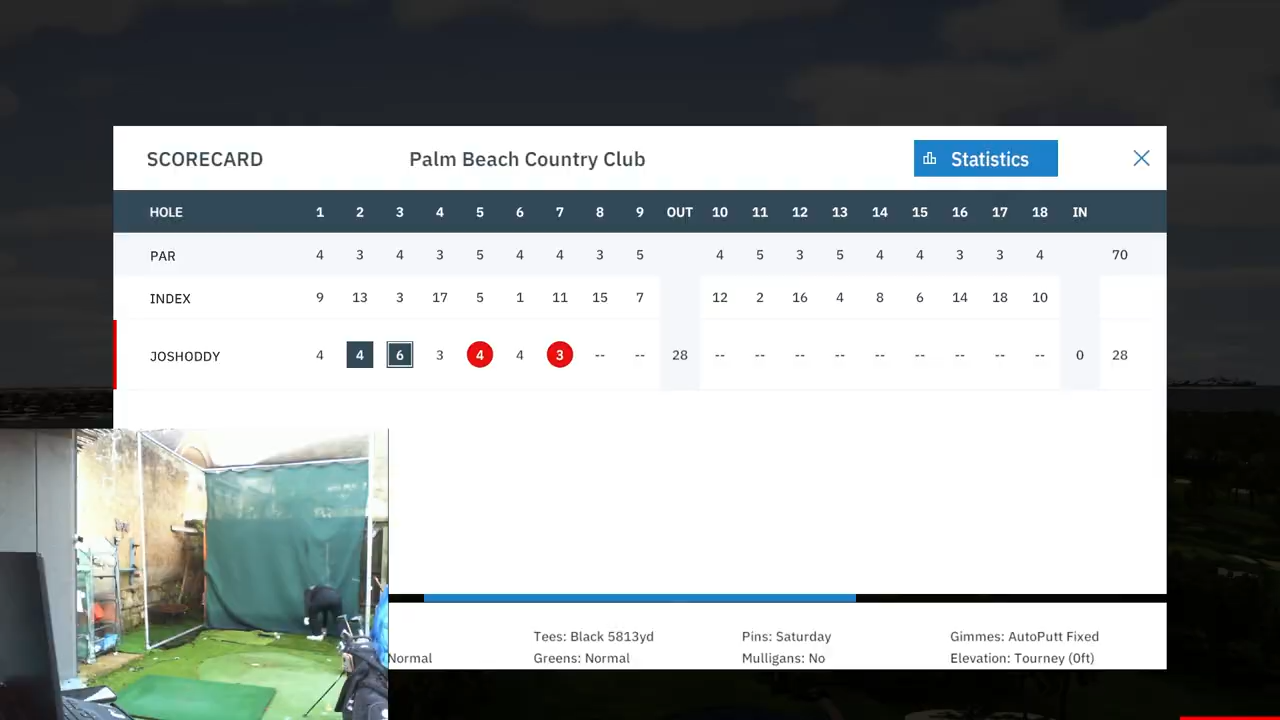 SCORECARD Palm Beach Country Club Statistics
HOLE 1 2 3 4 5 6 7 8 9 OUT 10 11 12 13 14 15 16 17 18 IN
PAR 4 3 4 3 5 4 4 3 5 4 5 3 5 4 4 3 3 4 70
INDEX 9 13 3 17 5 1 11 15 7 12 2 16 4 8 6 14 18 10
JOSHODDY 4 4 6 3 4 4 3 -- -- 28 -- -- -- -- -- -- -- -- -- 0 28
Tees: Black 5813yd Pins: Saturday Gimmes: AutoPutt Fixed
Normal Greens: Normal Mulligans: No Elevation: Tourney (0ft)